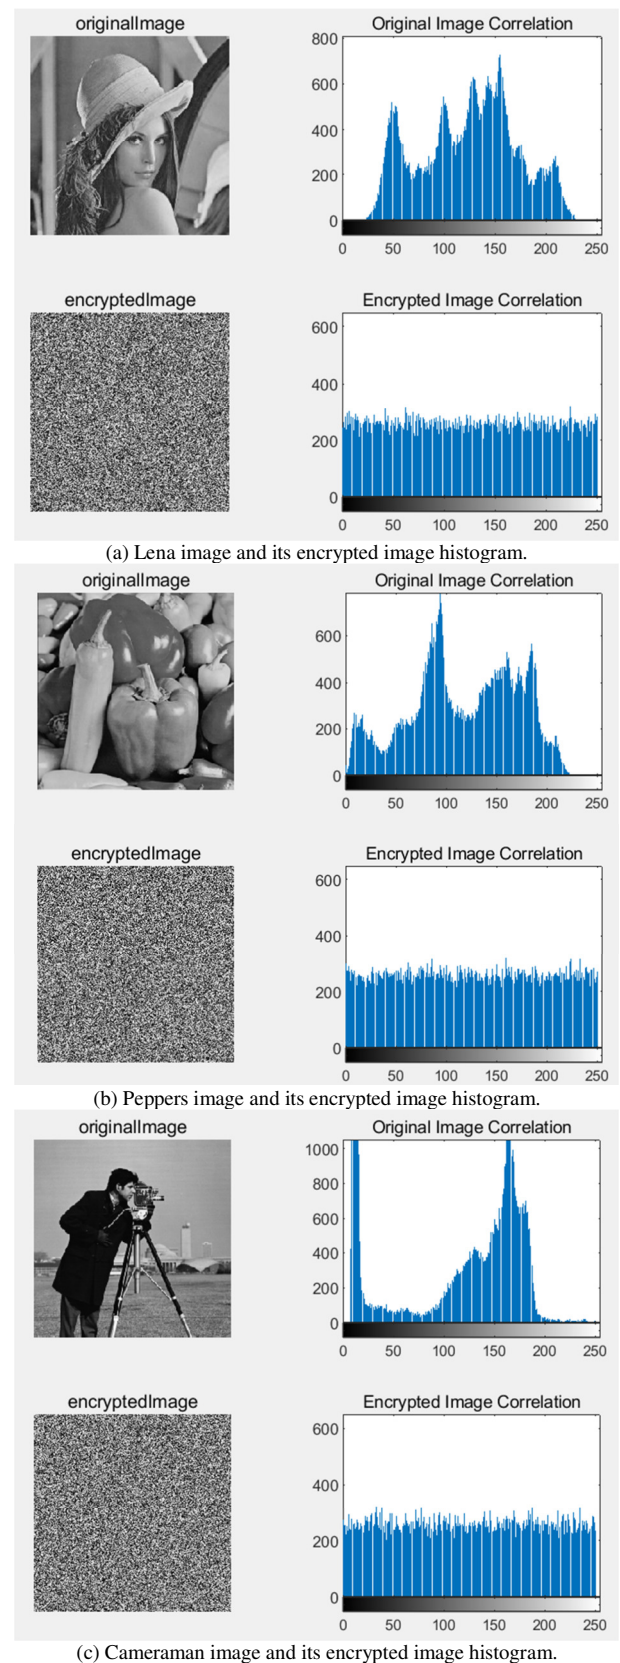 originalImage
Original Image Correlation
800
600
400
200
0
0 50 100 150 200 250
encryptedImage
Encrypted Image Correlation
600
400
200
0
0 50 100 150 200 250
(a) Lena image and its encrypted image histogram.
originalImage
Original Image Correlation
600
400
200
0
0 50 100 150 200 250
encryptedImage
Encrypted Image Correlation
600
400
200
0
0 50 100 150 200 250
(b) Peppers image and its encrypted image histogram.
originalImage
Original Image Correlation
1000
800
600
400
200
0
0 50 100 150 200 250
encryptedImage
Encrypted Image Correlation
600
400
200
0
0 50 100 150 200 250
(c) Cameraman image and its encrypted image histogram.